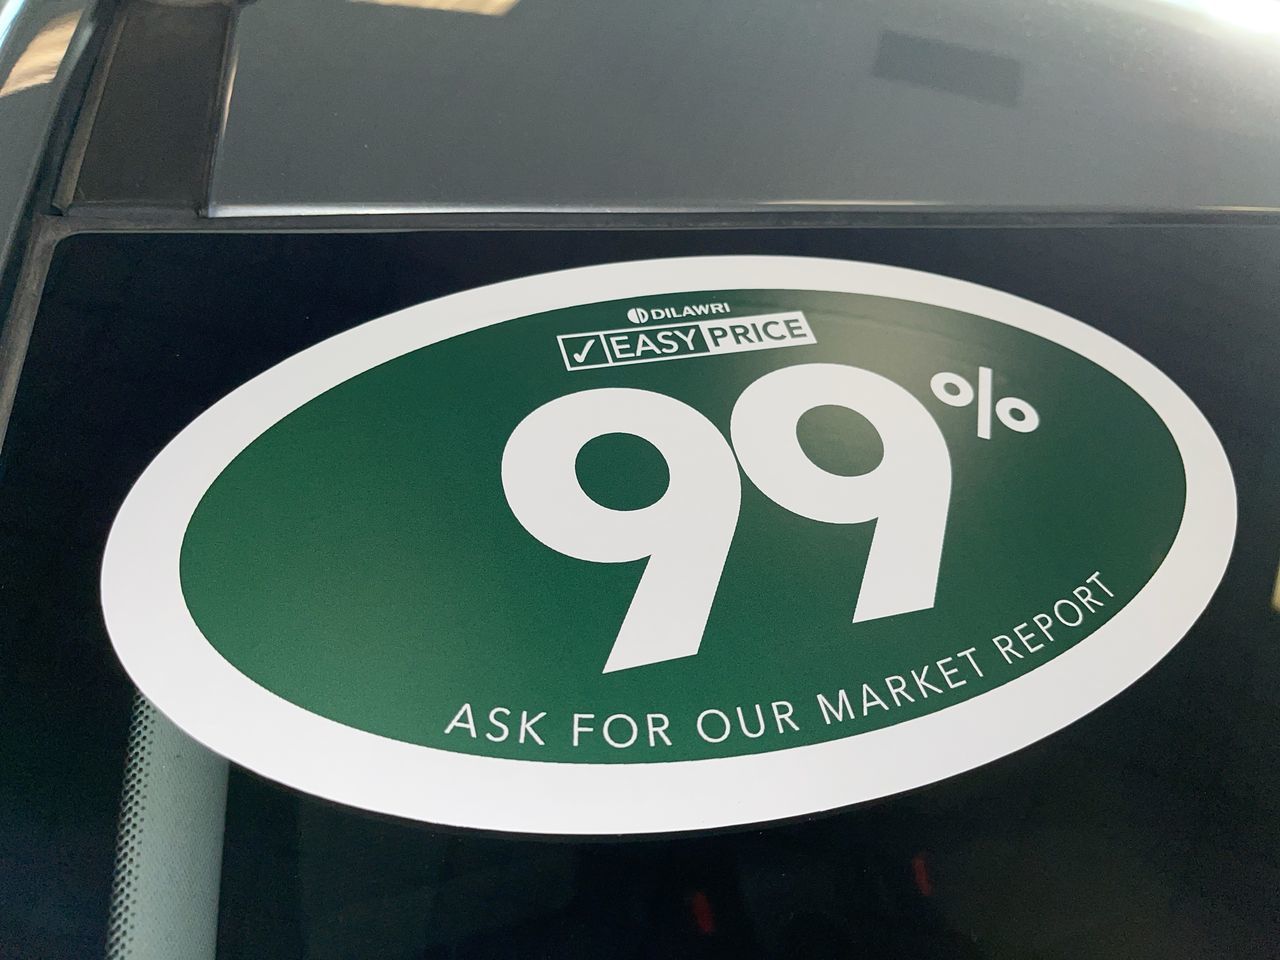 DILAWRI
✓ EASY PRICE
99%
ASK FOR OUR MARKET REPORT